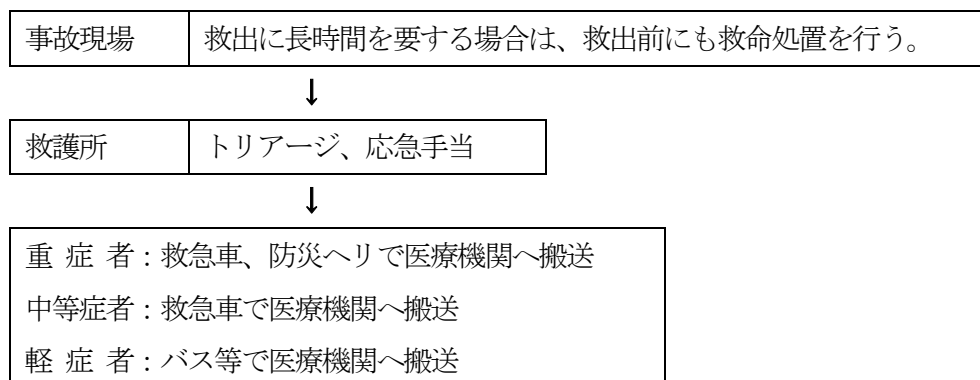 事故現場 救出に長時間を要する場合は、救出前にも救命処置を行う。
↓
救護所 トリアージ、応急手当
↓
重 症 者：救急車、防災ヘリで医療機関へ搬送
中等症者：救急車で医療機関へ搬送
軽 症 者：バス等で医療機関へ搬送